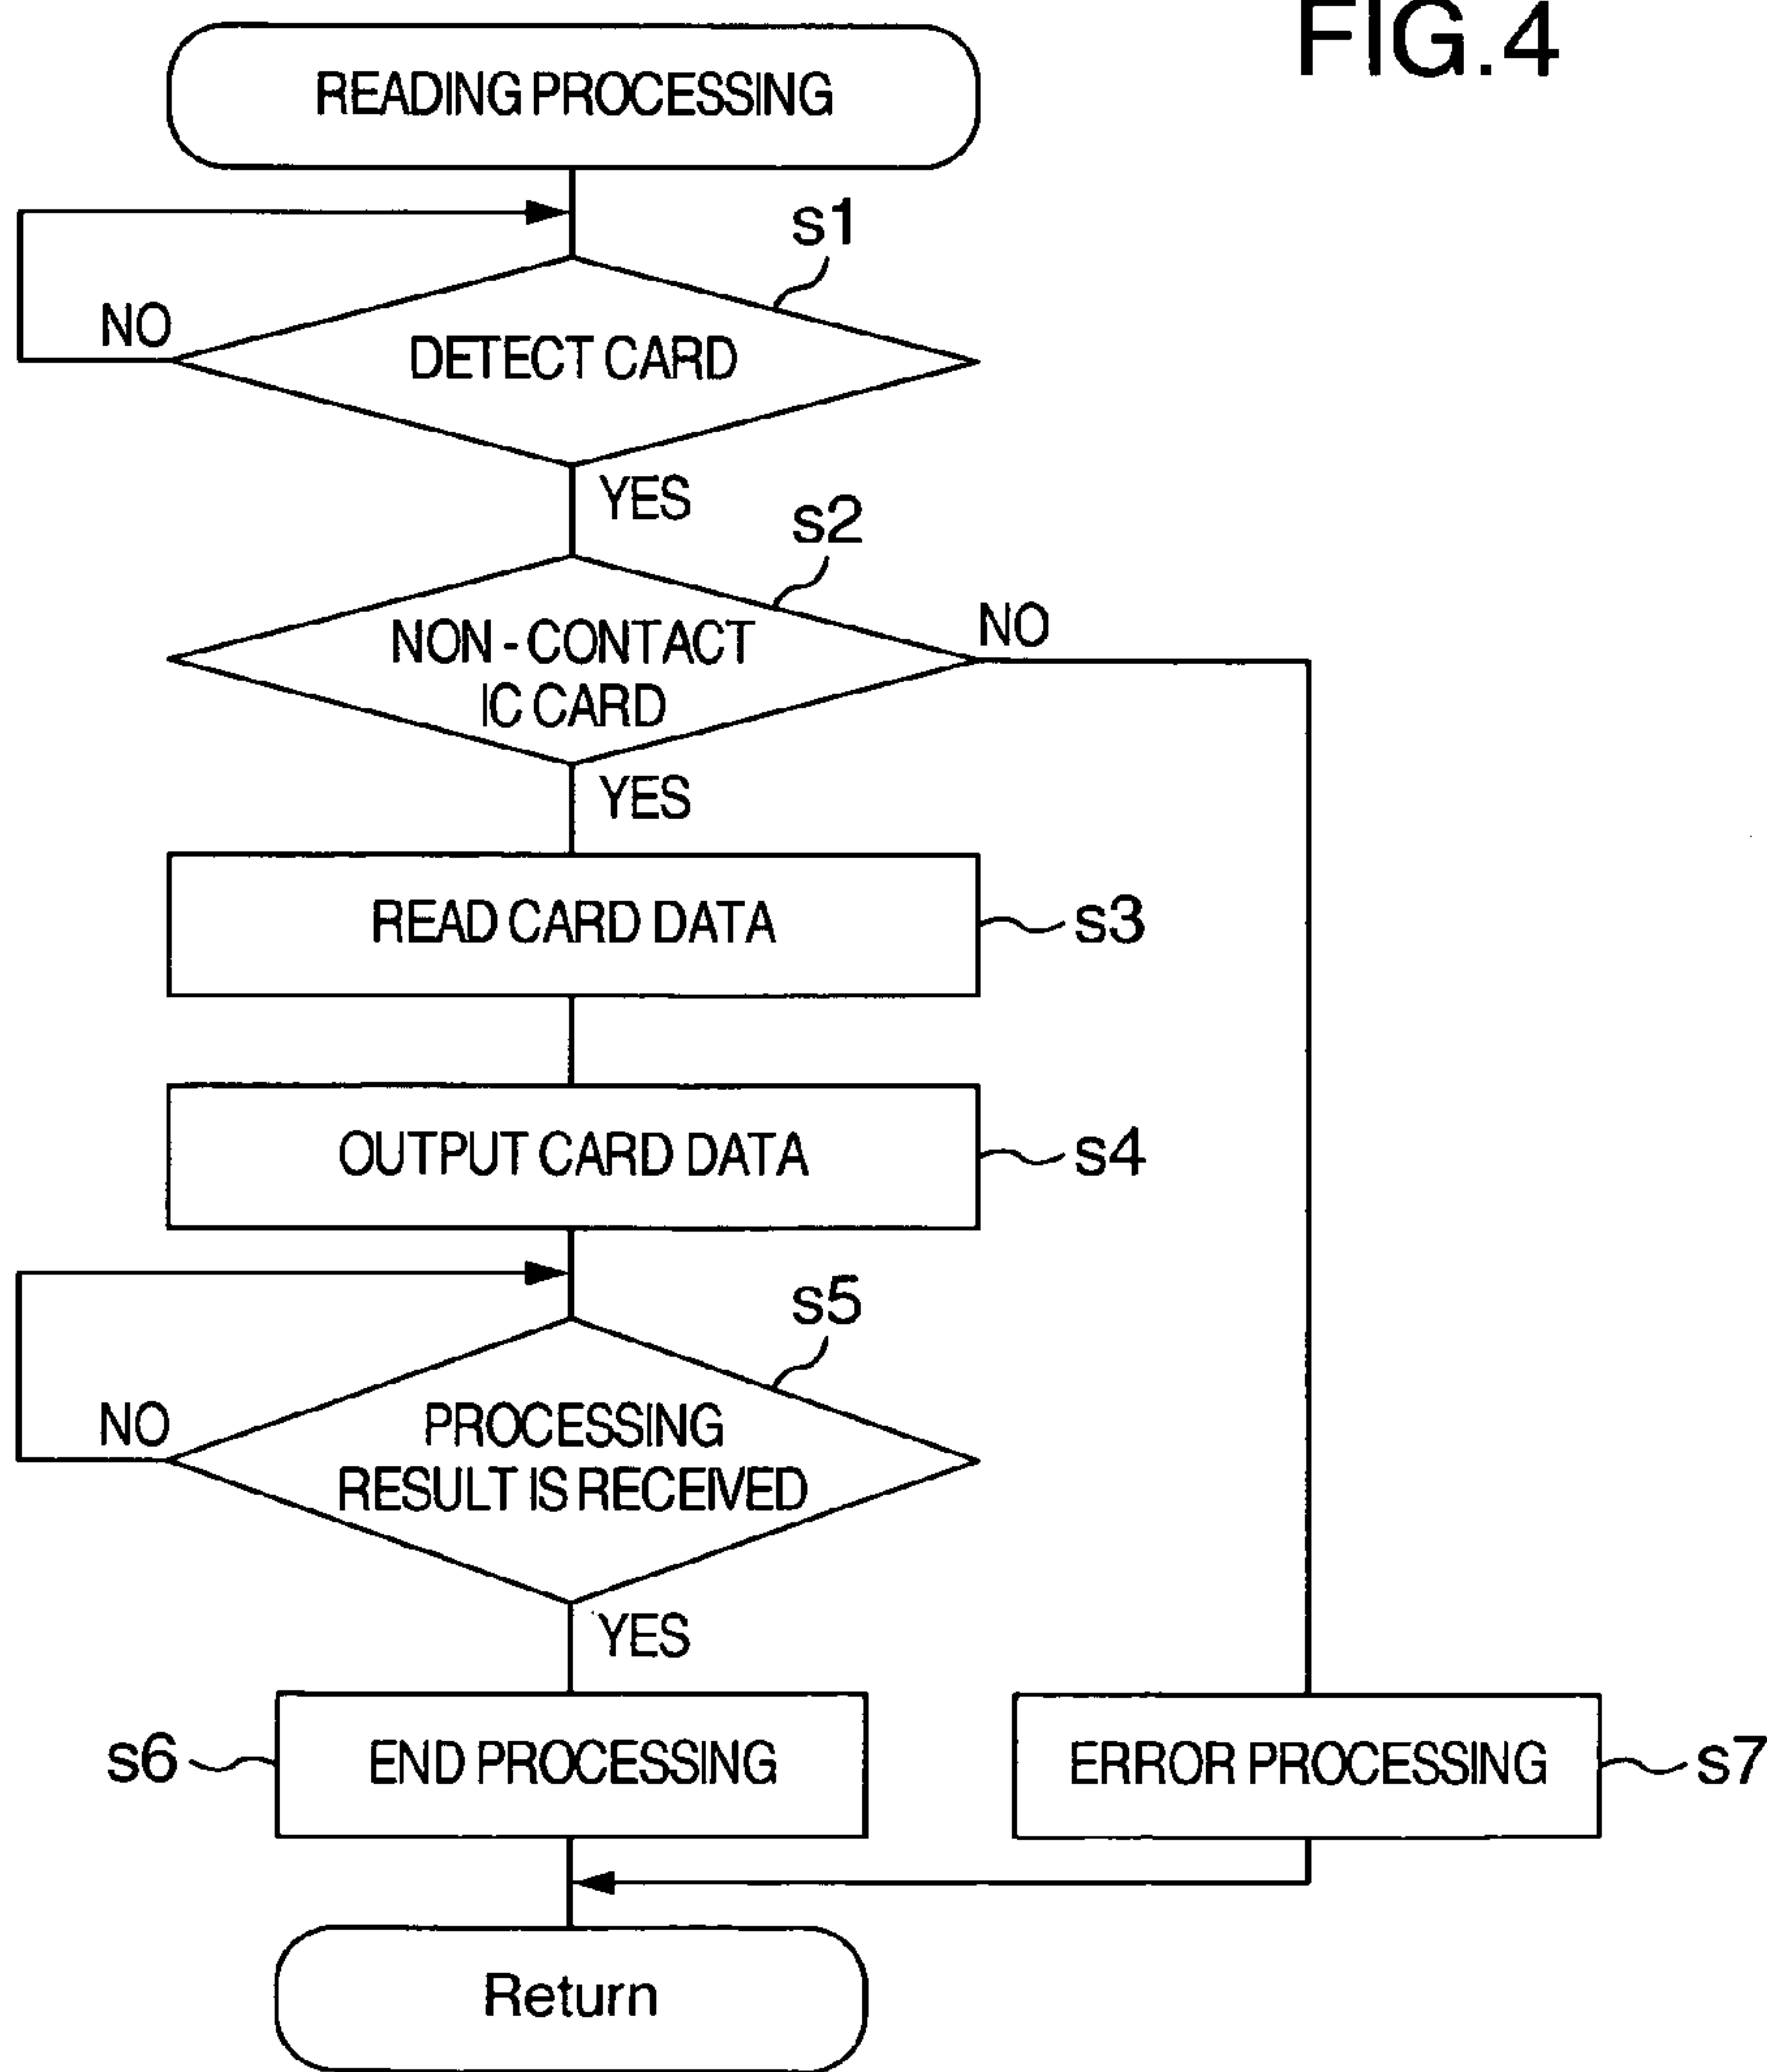 FIG.4
READING PROCESSING
s1
NO
DETECT CARD
YES
s2
NO
NON-CONTACT
IC CARD
YES
READ CARD DATA
s3
OUTPUT CARD DATA
s4
s5
NO
PROCESSING
RESULT IS RECEIVED
YES
s6
END PROCESSING
ERROR PROCESSING
s7
Return